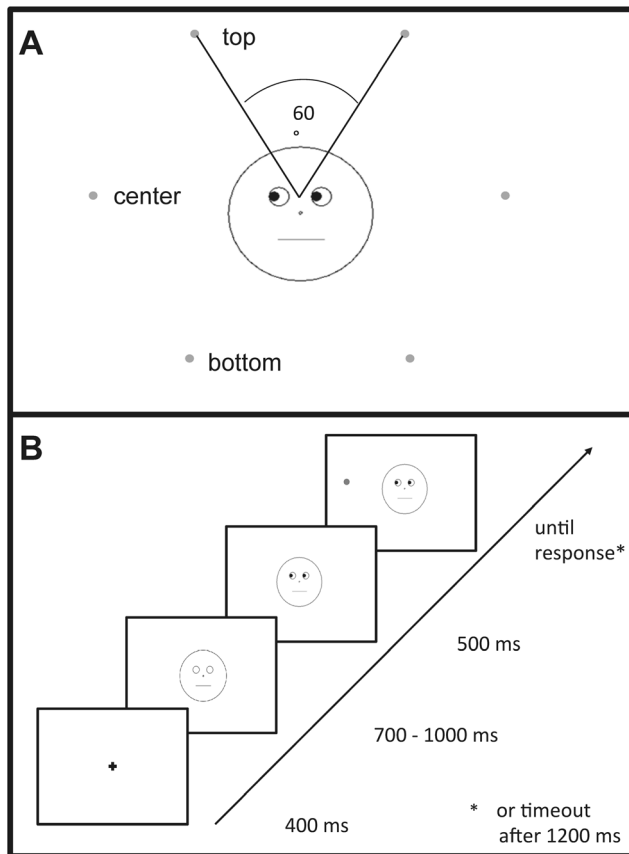 A
top
60
°
center
bottom
B
until
response*
500 ms
700 - 1000 ms
400 ms
* or timeout
after 1200 ms